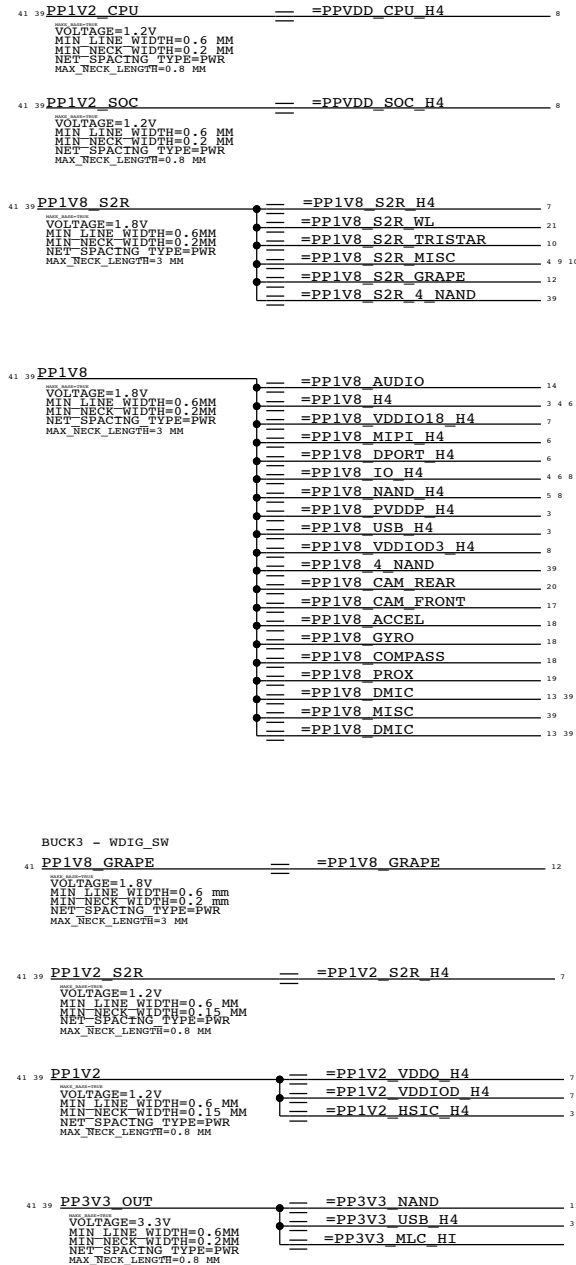 41 39 PP1V2_CPU =PPVDD_CPU_H4 8
MAKE_BASE=TRUE
VOLTAGE=1.2V
MIN_LINE_WIDTH=0.6 MM
MIN_NECK_WIDTH=0.2 MM
NET_SPACING_TYPE=PWR
MAX_NECK_LENGTH=0.8 MM
41 39 PP1V2_SOC =PPVDD_SOC_H4 8
MAKE_BASE=TRUE
VOLTAGE=1.2V
MIN_LINE_WIDTH=0.6 MM
MIN_NECK_WIDTH=0.2 MM
NET_SPACING_TYPE=PWR
MAX_NECK_LENGTH=0.8 MM
41 39 PP1V8_S2R =PP1V8_S2R_H4 7
MAKE_BASE=TRUE
VOLTAGE=1.8V
MIN_LINE_WIDTH=0.6MM
MIN_NECK_WIDTH=0.2MM
NET_SPACING_TYPE=PWR
MAX_NECK_LENGTH=3 MM
=PP1V8_S2R_WL 21
=PP1V8_S2R_TRISTAR 10
=PP1V8_S2R_MISC 4 9 10
=PP1V8_S2R_GRAPE 12
=PP1V8_S2R_4_NAND 39
41 39 PP1V8
MAKE_BASE=TRUE
VOLTAGE=1.8V
MIN_LINE_WIDTH=0.6MM
MIN_NECK_WIDTH=0.2MM
NET_SPACING_TYPE=PWR
MAX_NECK_LENGTH=3 MM
=PP1V8_AUDIO 14
=PP1V8_H4 3 4 6
=PP1V8_VDDIO18_H4 7
=PP1V8_MIPI_H4 6
=PP1V8_DPORT_H4 6
=PP1V8_IO_H4 4 6 8
=PP1V8_NAND_H4 5 8
=PP1V8_PVDDP_H4 3
=PP1V8_USB_H4 3
=PP1V8_VDDIOD3_H4 8
=PP1V8_4_NAND 39
=PP1V8_CAM_REAR 20
=PP1V8_CAM_FRONT 17
=PP1V8_ACCEL 18
=PP1V8_GYRO 18
=PP1V8_COMPASS 18
=PP1V8_PROX 19
=PP1V8_DMIC 13 39
=PP1V8_MISC 39
=PP1V8_DMIC 13 39
BUCK3 - WDIG_SW
41 PP1V8_GRAPE =PP1V8_GRAPE 12
MAKE_BASE=TRUE
VOLTAGE=1.8V
MIN_LINE_WIDTH=0.6 mm
MIN_NECK_WIDTH=0.2 mm
NET_SPACING_TYPE=PWR
MAX_NECK_LENGTH=3 MM
41 39 PP1V2_S2R =PP1V2_S2R_H4 7
MAKE_BASE=TRUE
VOLTAGE=1.2V
MIN_LINE_WIDTH=0.6 MM
MIN_NECK_WIDTH=0.15 MM
NET_SPACING_TYPE=PWR
MAX_NECK_LENGTH=0.8 MM
41 39 PP1V2 =PP1V2_VDDQ_H4 7
MAKE_BASE=TRUE
VOLTAGE=1.2V
MIN_LINE_WIDTH=0.6 MM
MIN_NECK_WIDTH=0.15 MM
NET_SPACING_TYPE=PWR
MAX_NECK_LENGTH=0.8 MM
=PP1V2_VDDIOD_H4 7
=PP1V2_HSIC_H4 3
41 39 PP3V3_OUT =PP3V3_NAND
MAKE_BASE=TRUE
VOLTAGE=3.3V
MIN_LINE_WIDTH=0.6MM
MIN_NECK_WIDTH=0.2MM
NET_SPACING_TYPE=PWR
MAX_NECK_LENGTH=0.8 MM
=PP3V3_USB_H4 3
=PP3V3_MLC_HI